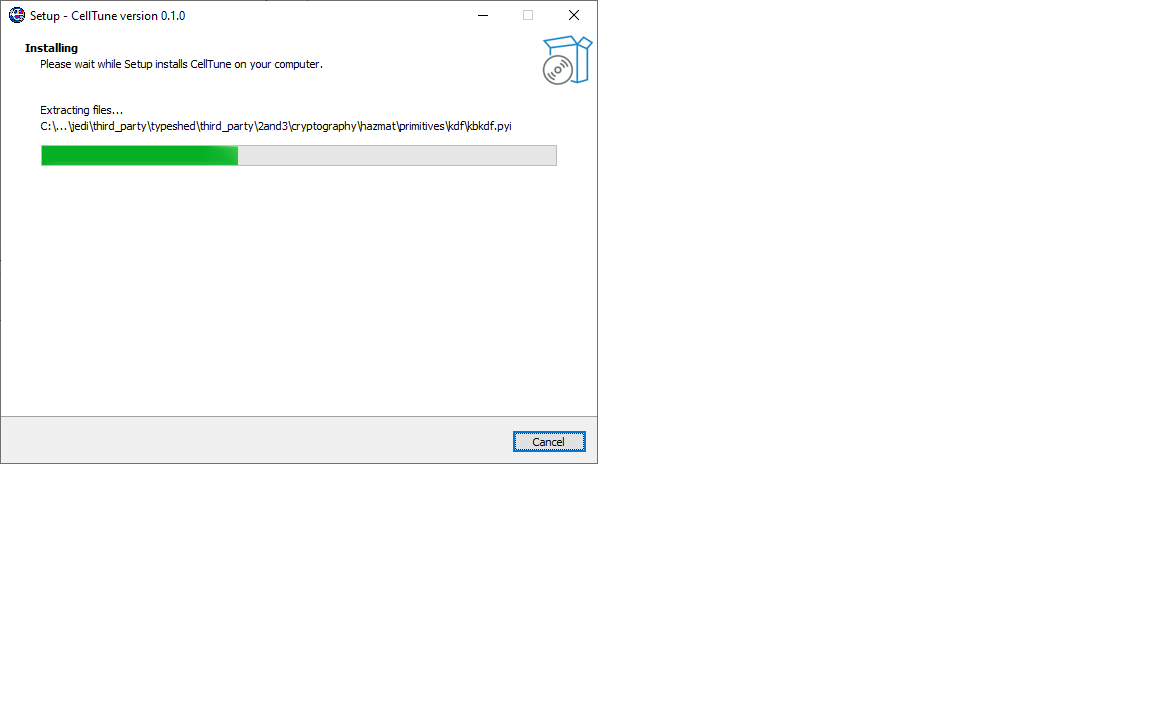 Setup - CellTune version 0.1.0
Installing
Please wait while Setup installs CellTune on your computer.
Extracting files...
C:\...\jedi\third_party\typeshed\third_party\2and3\cryptography\hazmat\primitives\kdf\kbkdf.pyi
Cancel